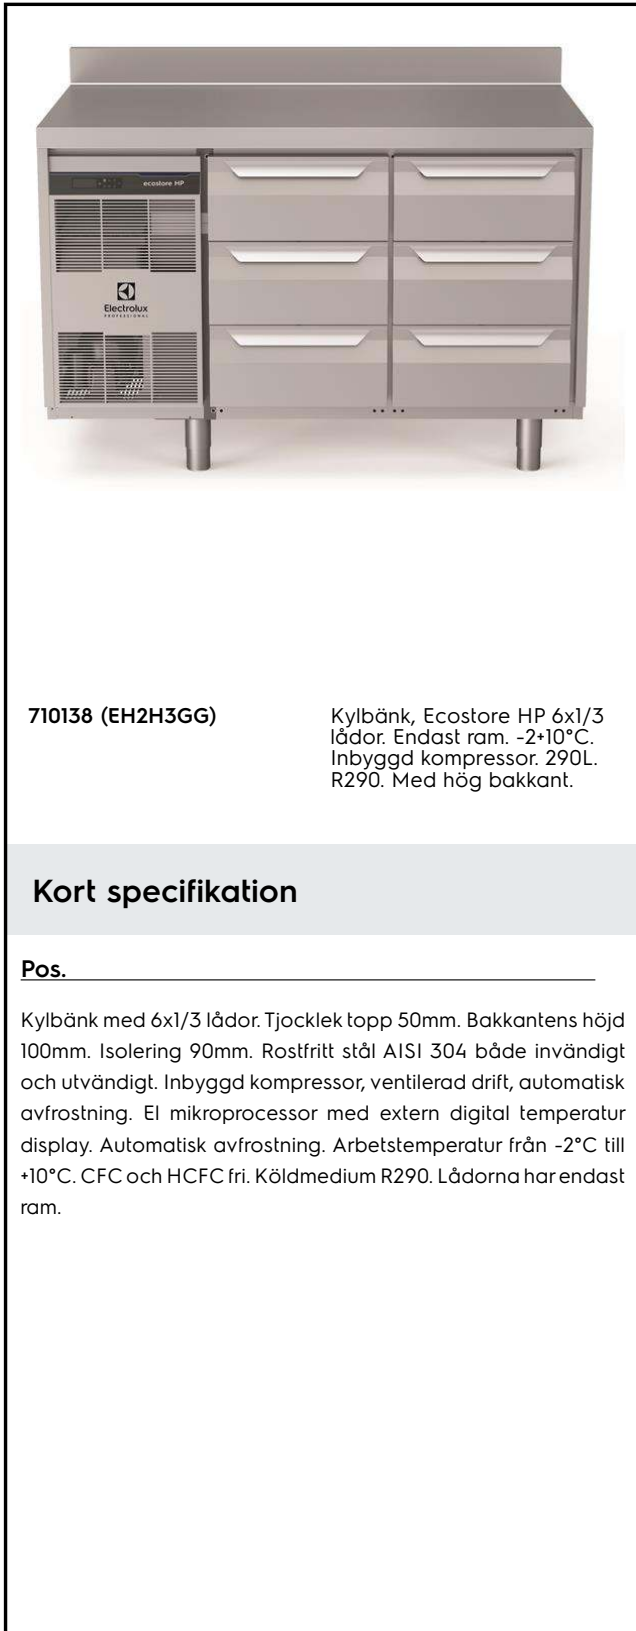 ecostore HP
Electrolux
PROFESSIONAL
710138 (EH2H3GG)
Kylbänk, Ecostore HP 6x1/3
lådor. Endast ram. -2+10°C.
Inbyggd kompressor. 290L.
R290. Med hög bakkant.
Kort specifikation
Pos.
Kylbänk med 6x1/3 lådor. Tjocklek topp 50mm. Bakkantens höjd
100mm. Isolering 90mm. Rostfritt stål AISI 304 både invändigt
och utvändigt. Inbyggd kompressor, ventilerad drift, automatisk
avfrostning. El mikroprocessor med extern digital temperatur
display. Automatisk avfrostning. Arbetstemperatur från -2°C till
+10°C. CFC och HCFC fri. Köldmedium R290. Lådorna har endast
ram.